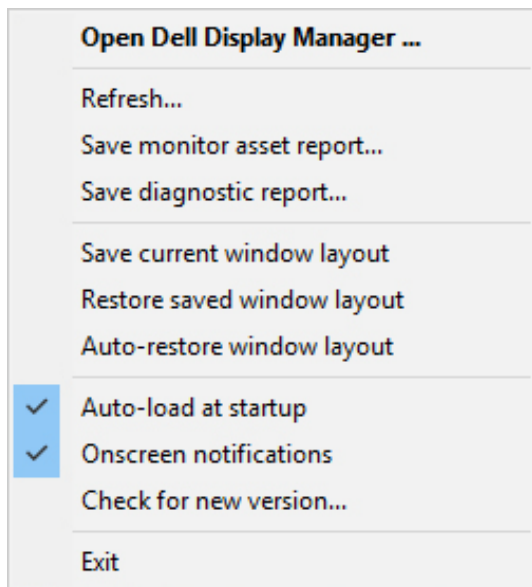 Open Dell Display Manager ...
Refresh...
Save monitor asset report...
Save diagnostic report...
Save current window layout
Restore saved window layout
Auto-restore window layout
Auto-load at startup
Onscreen notifications
Check for new version...
Exit